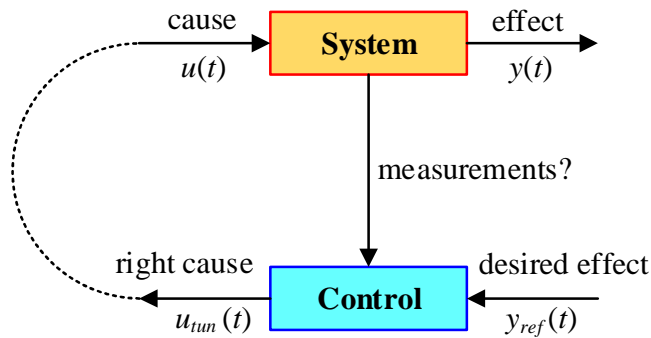 cause
System
effect
u(t)
y(t)
measurements?
right cause
Control
desired effect
u_tun (t)
y_ref (t)